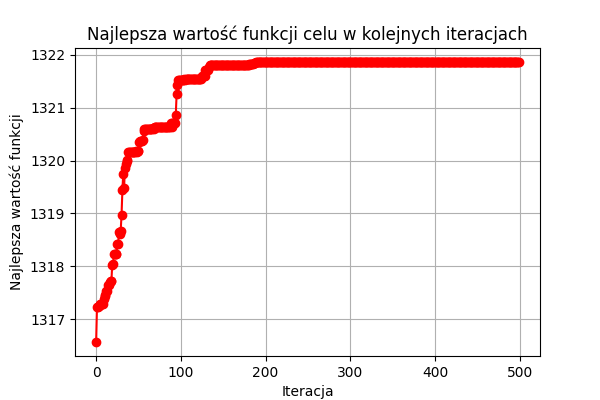 Najlepsza wartość funkcji celu w kolejnych iteracjach
Najlepsza wartość funkcji
1322
1321
1320
1319
1318
1317
0 100 200 300 400 500
Iteracja